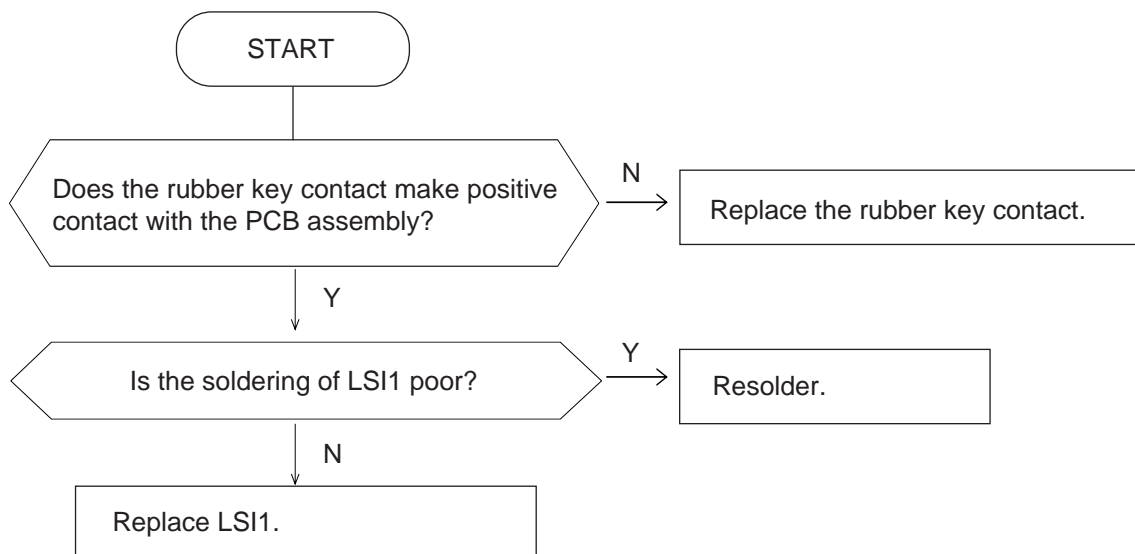 START
Does the rubber key contact make positive
contact with the PCB assembly?
N
Replace the rubber key contact.
Y
Is the soldering of LSI1 poor?
Y
Resolder.
N
Replace LSI1.